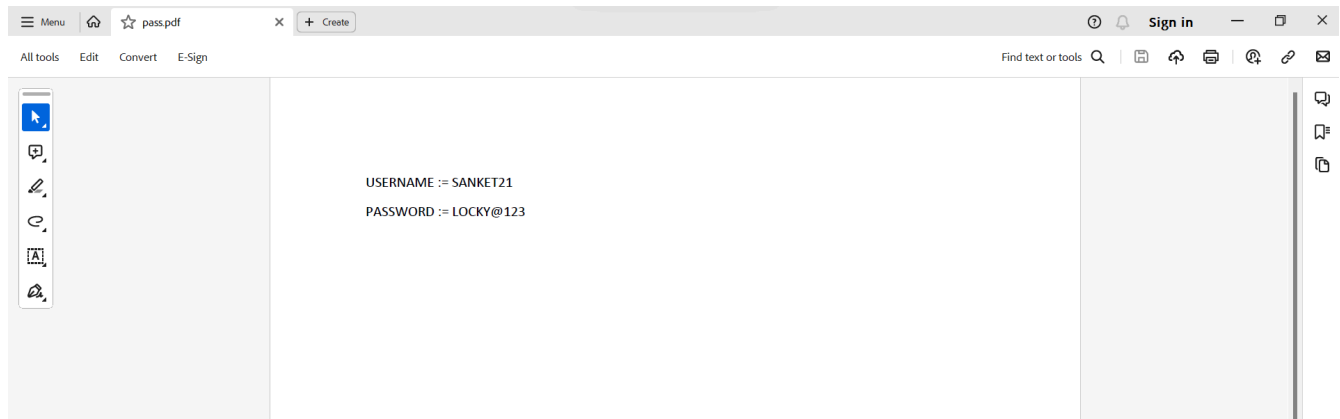 Menu pass.pdf Create Sign in
All tools Edit Convert E-Sign Find text or tools
USERNAME := SANKET21
PASSWORD := LOCKY@123